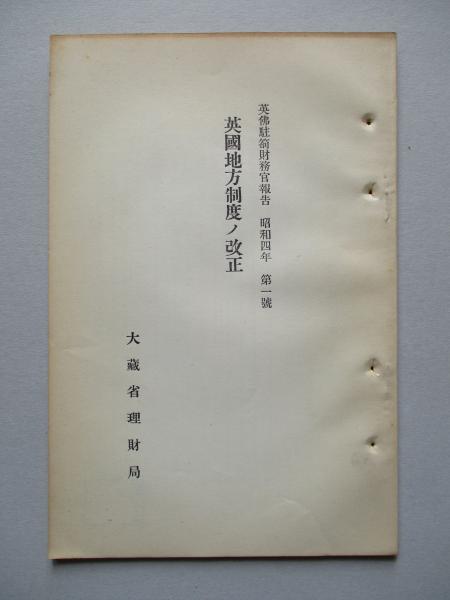 英佛駐箚財務官報告 昭和四年 第一號
英國地方制度ノ改正
大藏省理財局